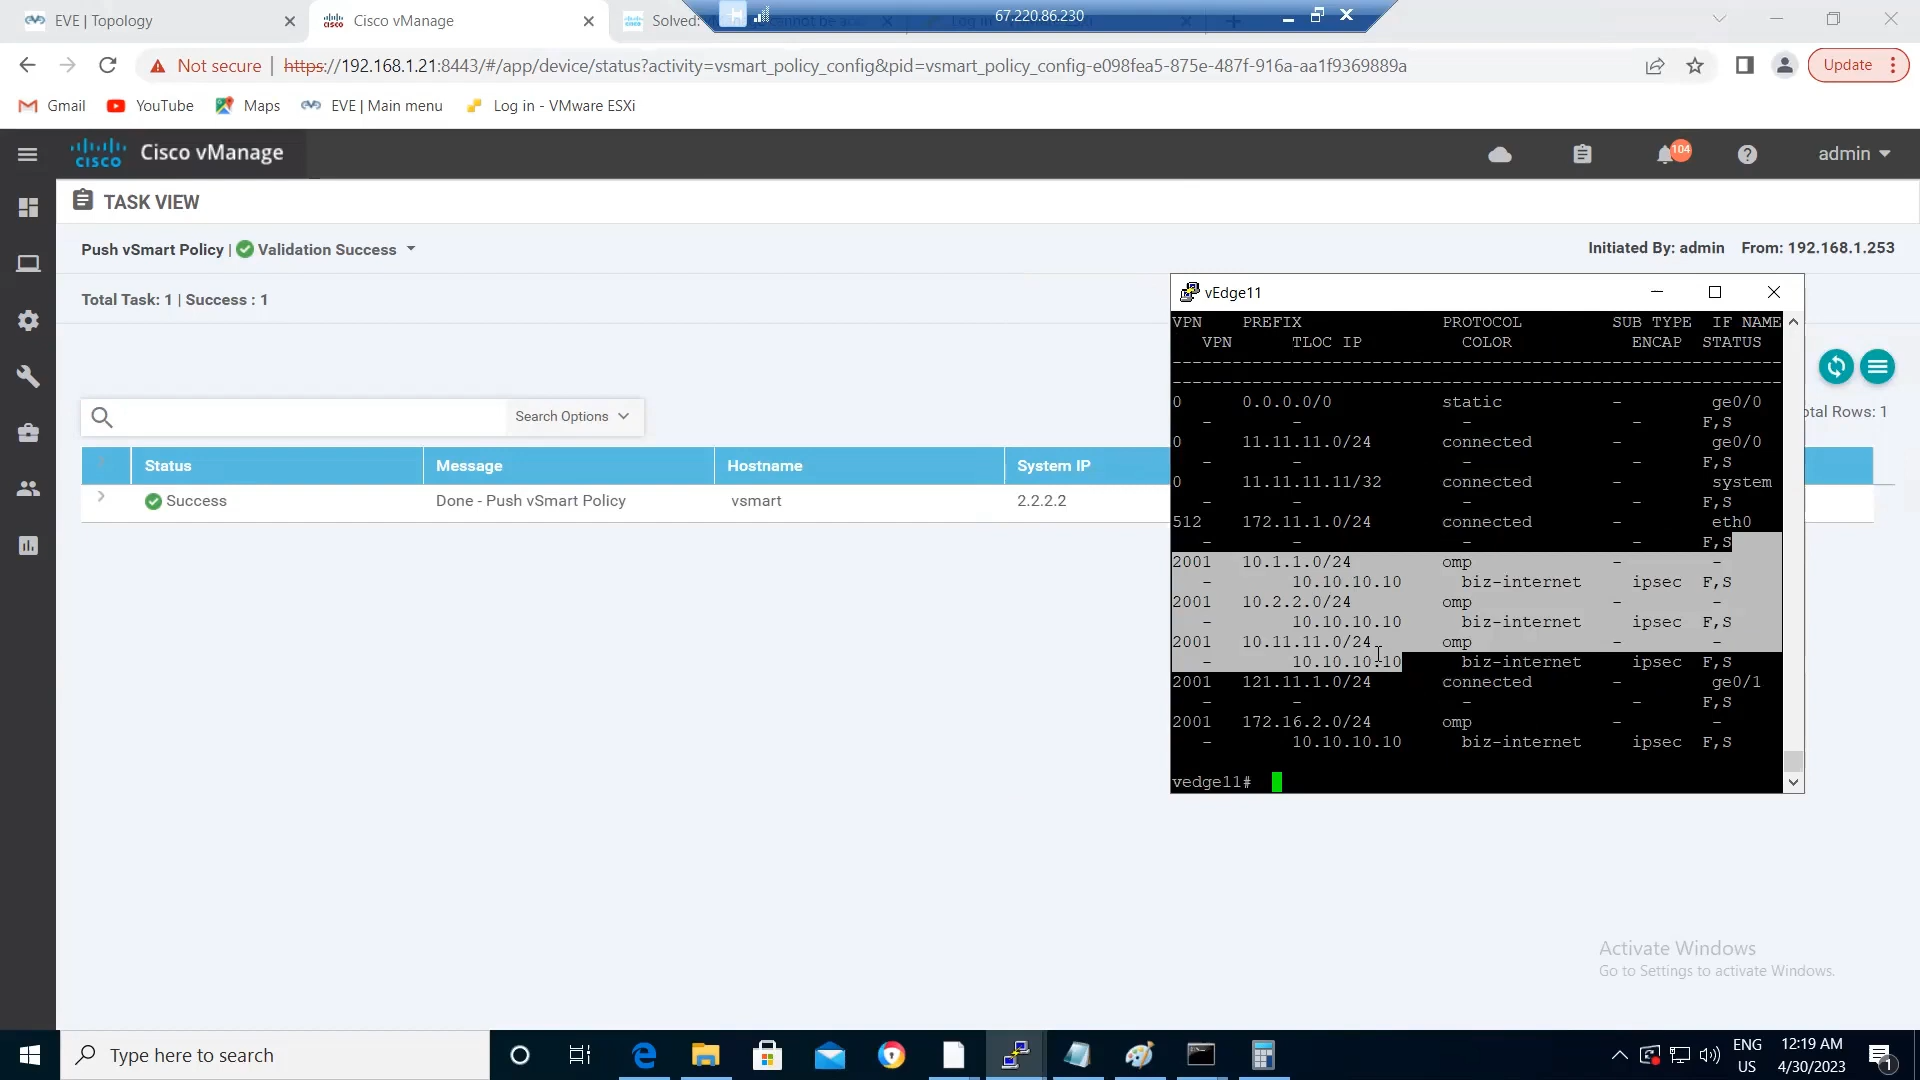 EVE | Topology
Cisco vManage
Solved:
cannot be
Log in
67.220.86.230
Not secure
https://192.168.1.21:8443/#/app/device/status?activity=vsmart_policy_config&pid=vsmart_policy_config-e098fea5-875e-487f-916a-aa1f9369889a
Update
Gmail
YouTube
Maps
EVE | Main menu
Log in - VMware ESXi
CISCO
Cisco vManage
104
admin
TASK VIEW
Push vSmart Policy | Validation Success
Initiated By: admin From: 192.168.1.253
Total Task: 1 | Success : 1
Search Options
otal Rows: 1
Status Message Hostname System IP
Success Done - Push vSmart Policy vsmart 2.2.2.2
vEdge11
VPN PREFIX PROTOCOL SUB TYPE IF NAME
VPN TLOC IP COLOR ENCAP STATUS
--------------------------------------------------------------
--------------------------------------------------------------
0 0.0.0.0/0 static - ge0/0
- - - - F,S
0 11.11.11.0/24 connected - ge0/0
- - - - F,S
0 11.11.11.11/32 connected - system
- - - - F,S
512 172.11.1.0/24 connected - eth0
- - - - F,S
2001 10.1.1.0/24 omp - -
- 10.10.10.10 biz-internet ipsec F,S
2001 10.2.2.0/24 omp - -
- 10.10.10.10 biz-internet ipsec F,S
2001 10.11.11.0/24 omp - -
- 10.10.10.10 biz-internet ipsec F,S
2001 121.11.1.0/24 connected - ge0/1
- - - - F,S
2001 172.16.2.0/24 omp - -
- 10.10.10.10 biz-internet ipsec F,S
vedge11#
Activate Windows
Go to Settings to activate Windows.
Type here to search
ENG
US
12:19 AM
4/30/2023
1